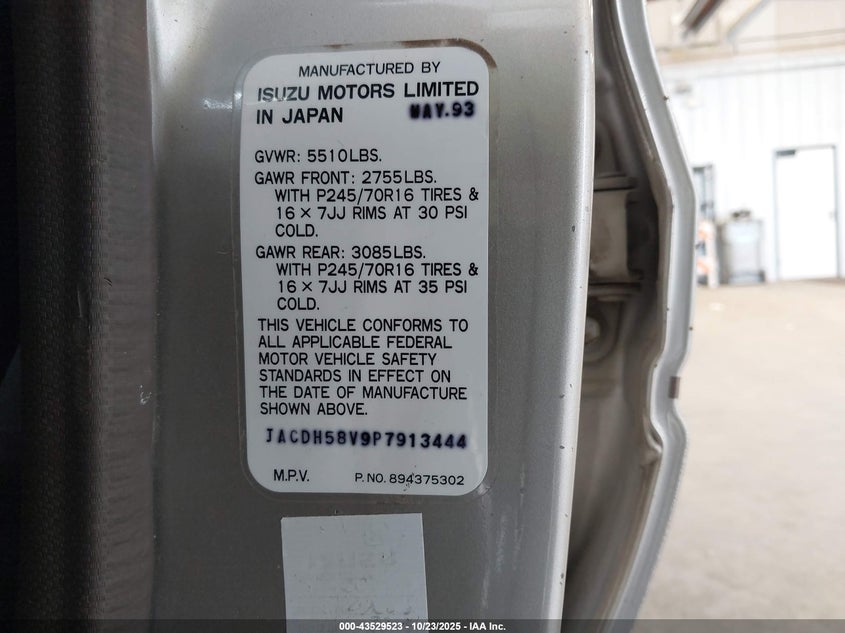 MANUFACTURED BY
ISUZU MOTORS LIMITED
IN JAPAN MAY.93
GVWR: 5510LBS.
GAWR FRONT: 2755LBS.
WITH P245/70R16 TIRES &
16 × 7JJ RIMS AT 30 PSI
COLD.
GAWR REAR: 3085LBS.
WITH P245/70R16 TIRES &
16 × 7JJ RIMS AT 35 PSI
COLD.
THIS VEHICLE CONFORMS TO
ALL APPLICABLE FEDERAL
MOTOR VEHICLE SAFETY
STANDARDS IN EFFECT ON
THE DATE OF MANUFACTURE
SHOWN ABOVE.
JACDH58V9P7913444
M.P.V. P. NO. 894375302
000-43529523 - 10/23/2025 - IAA Inc.